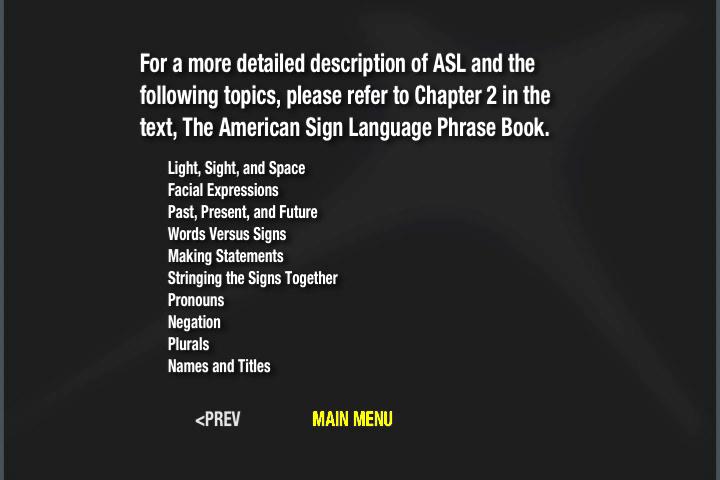 For a more detailed description of ASL and the
following topics, please refer to Chapter 2 in the
text, The American Sign Language Phrase Book.
Light, Sight, and Space
Facial Expressions
Past, Present, and Future
Words Versus Signs
Making Statements
Stringing the Signs Together
Pronouns
Negation
Plurals
Names and Titles
<PREV MAIN MENU